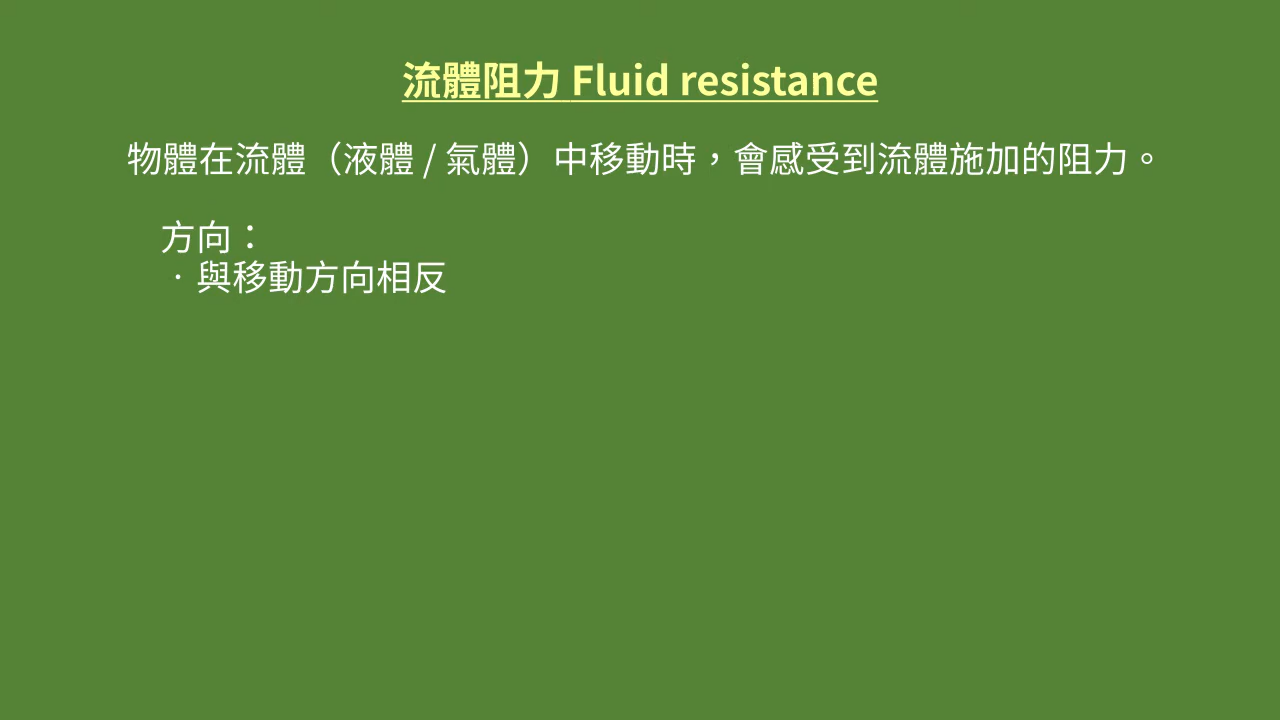 流體阻力 Fluid resistance
物體在流體（液體 / 氣體）中移動時，會感受到流體施加的阻力。
方向：
· 與移動方向相反